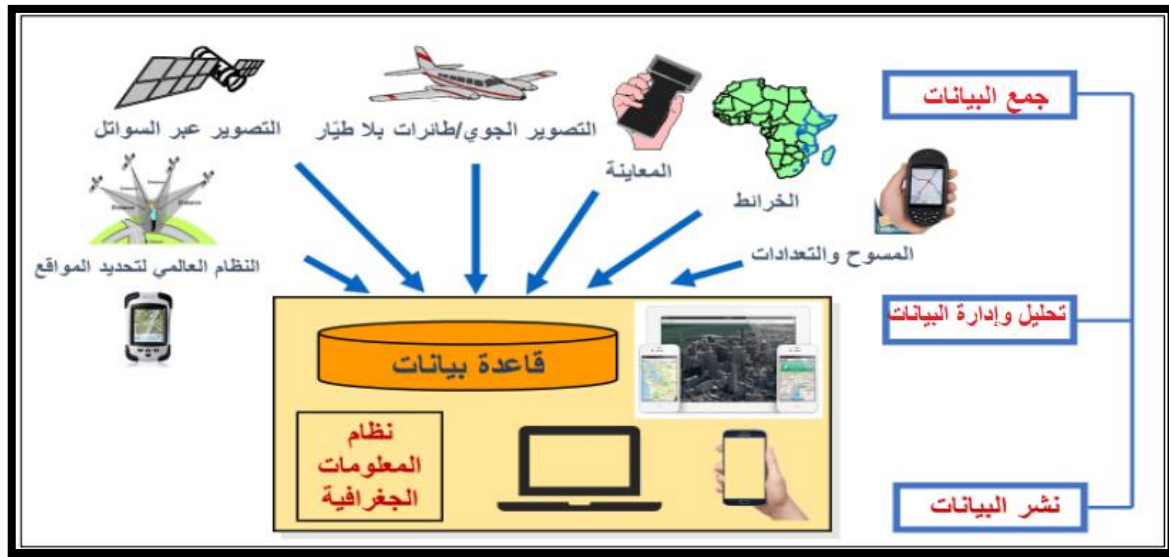 جمع البيانات
التصوير عبر السواتل
التصوير الجوي/طائرات بلا طيّار
المعاينة
الخرائط
المسوح والتعدادات
النظام العالمي لتحديد المواقع
تحليل وإدارة البيانات
قاعدة بيانات
نظام
المعلومات
الجغرافية
نشر البيانات